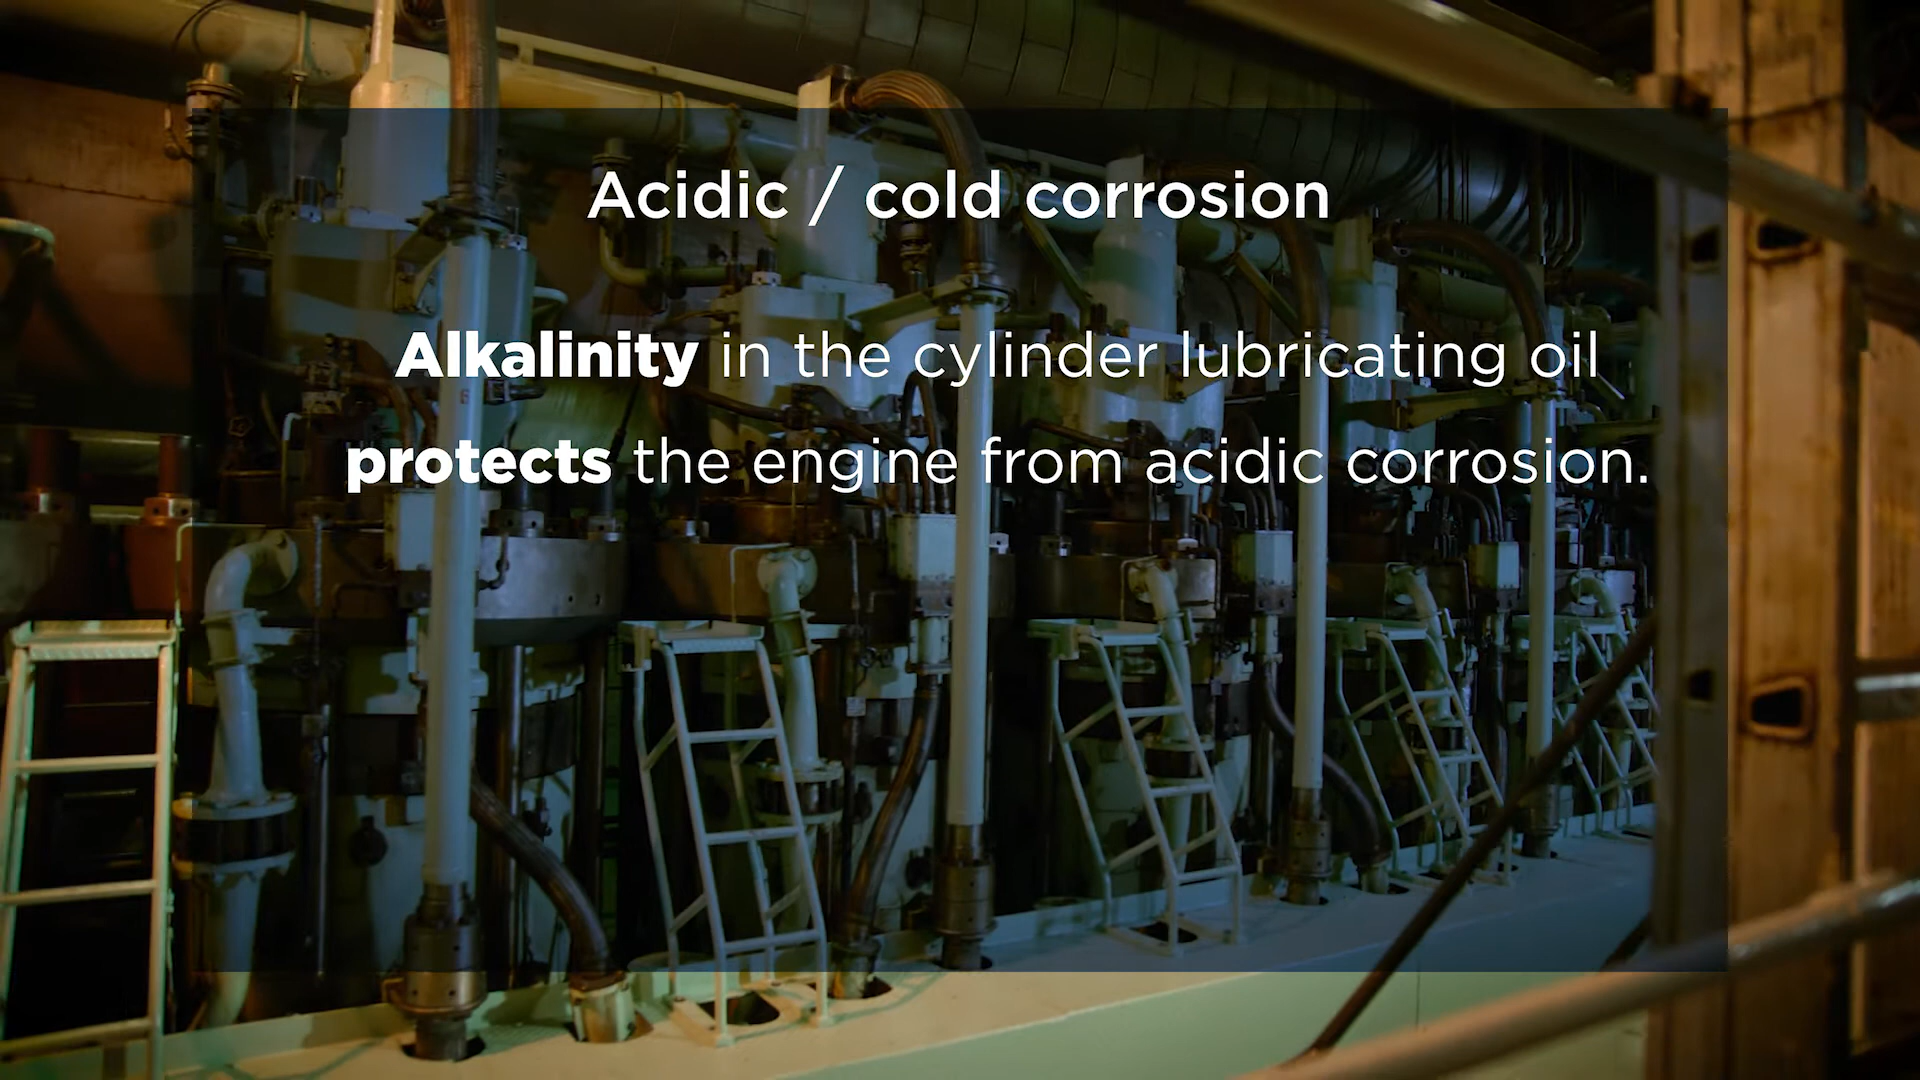 Acidic / cold corrosion
Alkalinity in the cylinder lubricating oil
protects the engine from acidic corrosion.